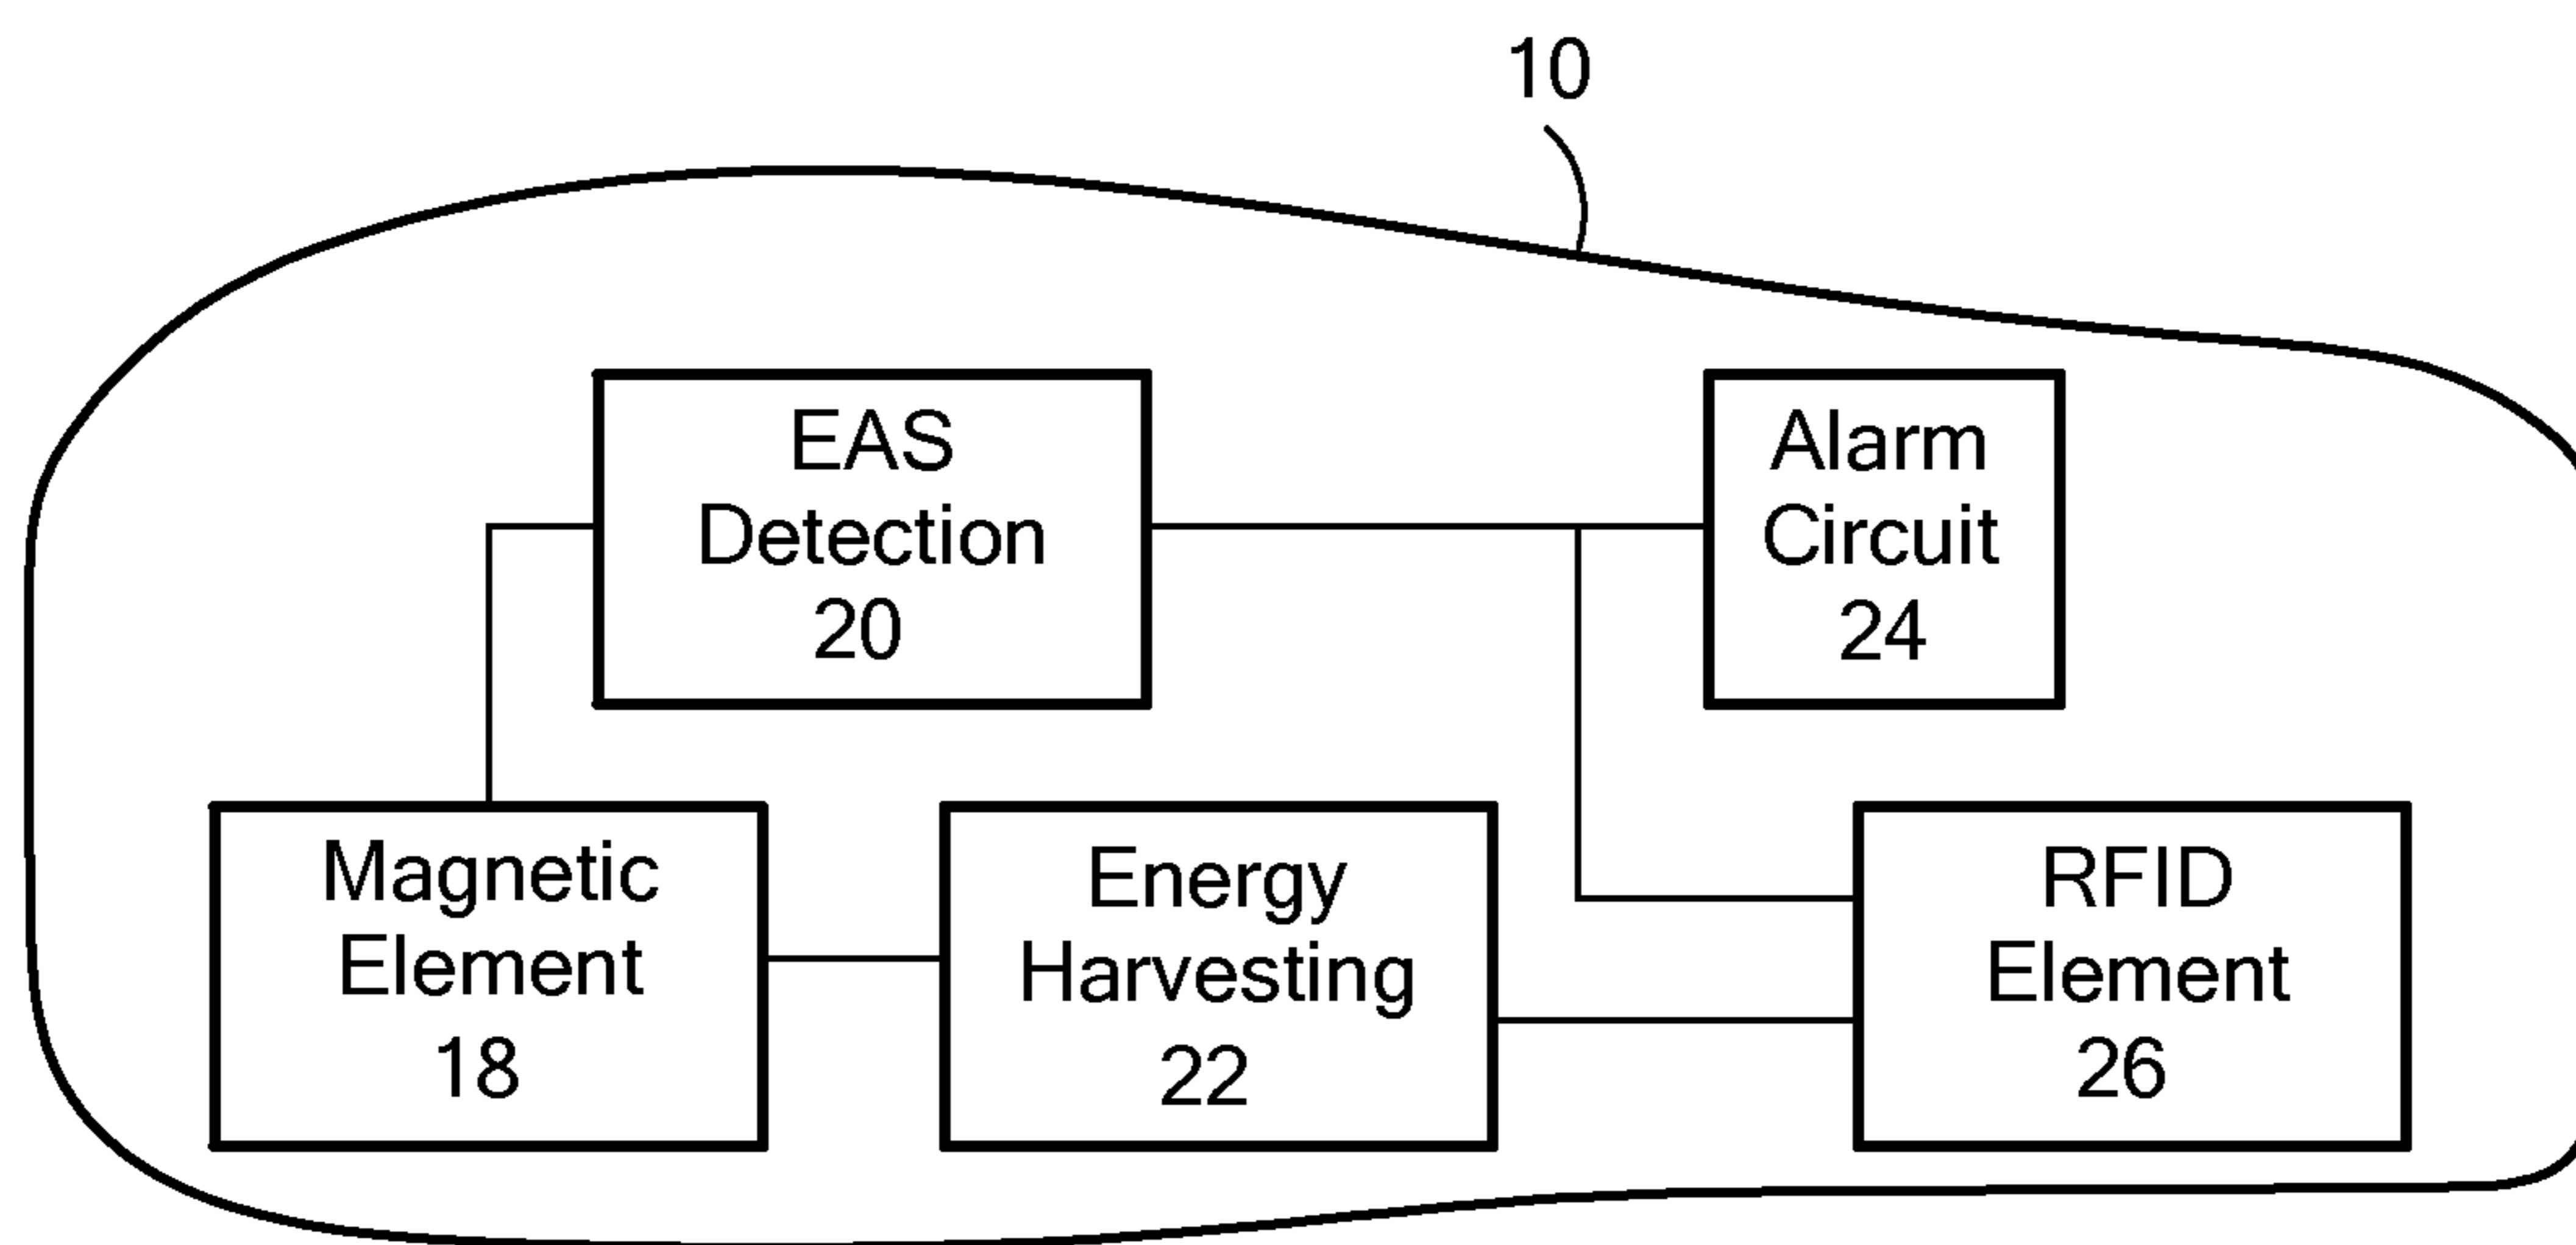 10
EAS
Detection
20
Alarm
Circuit
24
Magnetic
Element
18
Energy
Harvesting
22
RFID
Element
26